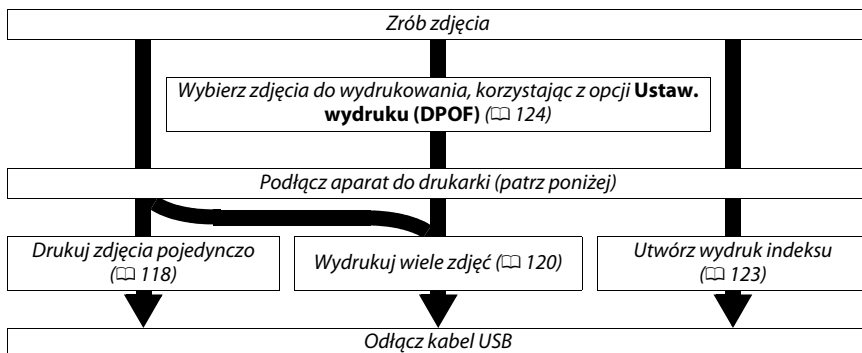 Zrób zdjęcia
Wybierz zdjęcia do wydrukowania, korzystając z opcji Ustaw.
wydruku (DPOF) (🕮 124)
Podłącz aparat do drukarki (patrz poniżej)
Drukuj zdjęcia pojedynczo
(🕮 118)
Wydrukuj wiele zdjęć (🕮 120)
Utwórz wydruk indeksu
(🕮 123)
Odłącz kabel USB